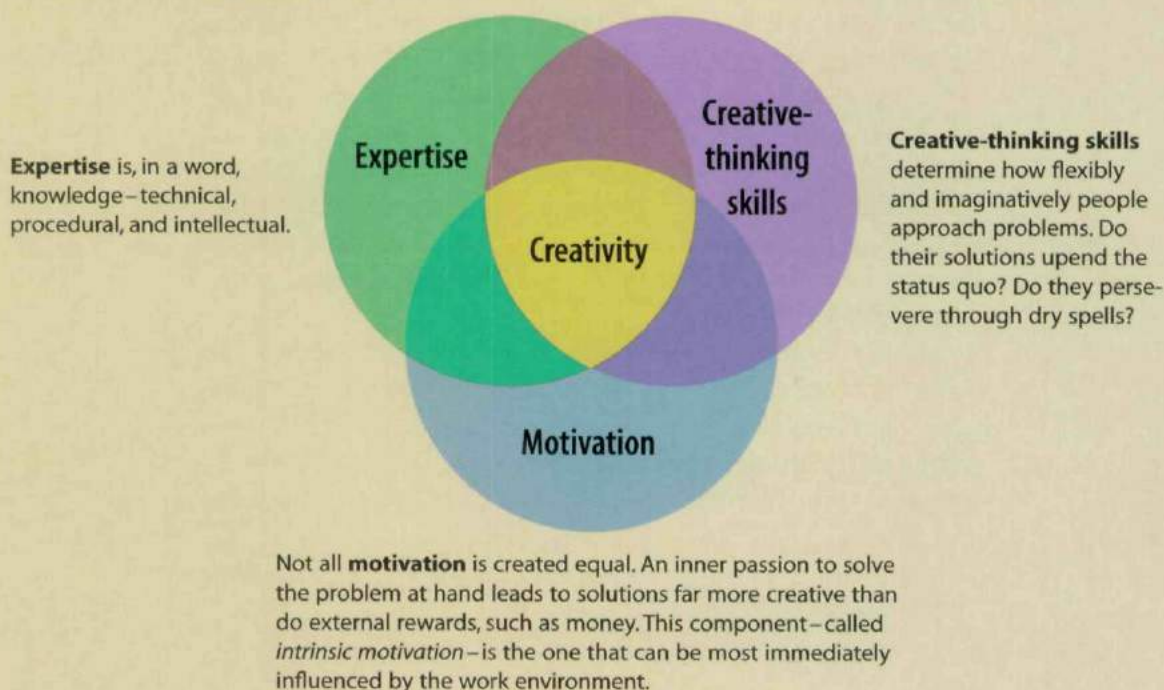 Expertise is, in a word,
knowledge–technical,
procedural, and intellectual.
Expertise
Creative-
thinking
skills
Creativity
Motivation
Creative-thinking skills
determine how flexibly
and imaginatively people
approach problems. Do
their solutions upend the
status quo? Do they perse-
vere through dry spells?
Not all motivation is created equal. An inner passion to solve
the problem at hand leads to solutions far more creative than
do external rewards, such as money. This component–called
intrinsic motivation–is the one that can be most immediately
influenced by the work environment.